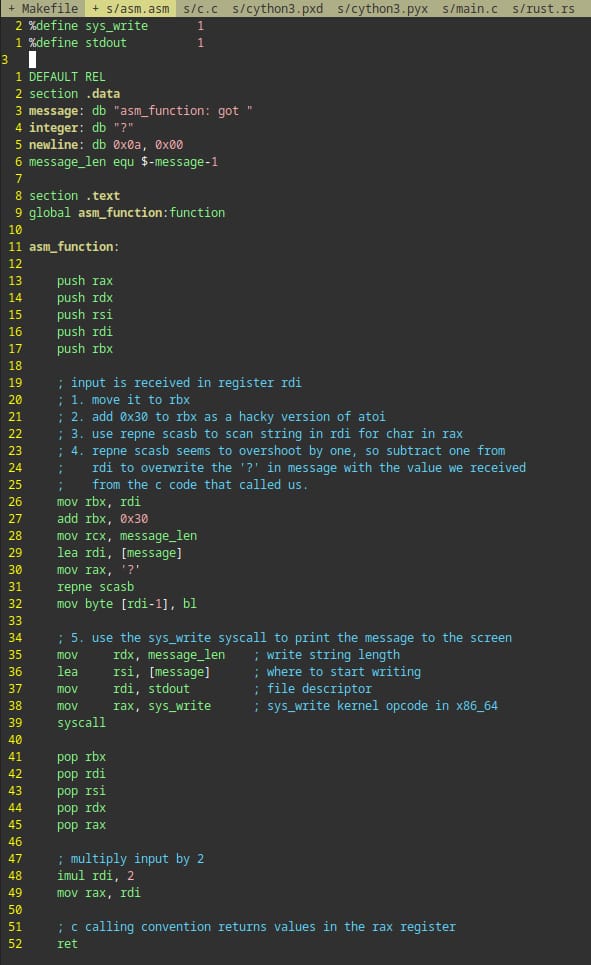 + Makefile  + s/asm.asm  s/c.c  s/cython3.pxd  s/cython3.pyx  s/main.c  s/rust.rs
  2 %define sys_write       1
  1 %define stdout          1
3
  1 DEFAULT REL
  2 section .data
  3 message: db "asm_function: got "
  4 integer: db "?"
  5 newline: db 0x0a, 0x00
  6 message_len equ $-message-1
  7
  8 section .text
  9 global asm_function:function
 10
 11 asm_function:
 12
 13     push rax
 14     push rdx
 15     push rsi
 16     push rdi
 17     push rbx
 18
 19     ; input is received in register rdi
 20     ; 1. move it to rbx
 21     ; 2. add 0x30 to rbx as a hacky version of atoi
 22     ; 3. use repne scasb to scan string in rdi for char in rax
 23     ; 4. repne scasb seems to overshoot by one, so subtract one from
 24     ;    rdi to overwrite the '?' in message with the value we received
 25     ;    from the c code that called us.
 26     mov rbx, rdi
 27     add rbx, 0x30
 28     mov rcx, message_len
 29     lea rdi, [message]
 30     mov rax, '?'
 31     repne scasb
 32     mov byte [rdi-1], bl
 33
 34     ; 5. use the sys_write syscall to print the message to the screen
 35     mov     rdx, message_len    ; write string length
 36     lea     rsi, [message]      ; where to start writing
 37     mov     rdi, stdout         ; file descriptor
 38     mov     rax, sys_write      ; sys_write kernel opcode in x86_64
 39     syscall
 40
 41     pop rbx
 42     pop rdi
 43     pop rsi
 44     pop rdx
 45     pop rax
 46
 47     ; multiply input by 2
 48     imul rdi, 2
 49     mov rax, rdi
 50
 51     ; c calling convention returns values in the rax register
 52     ret